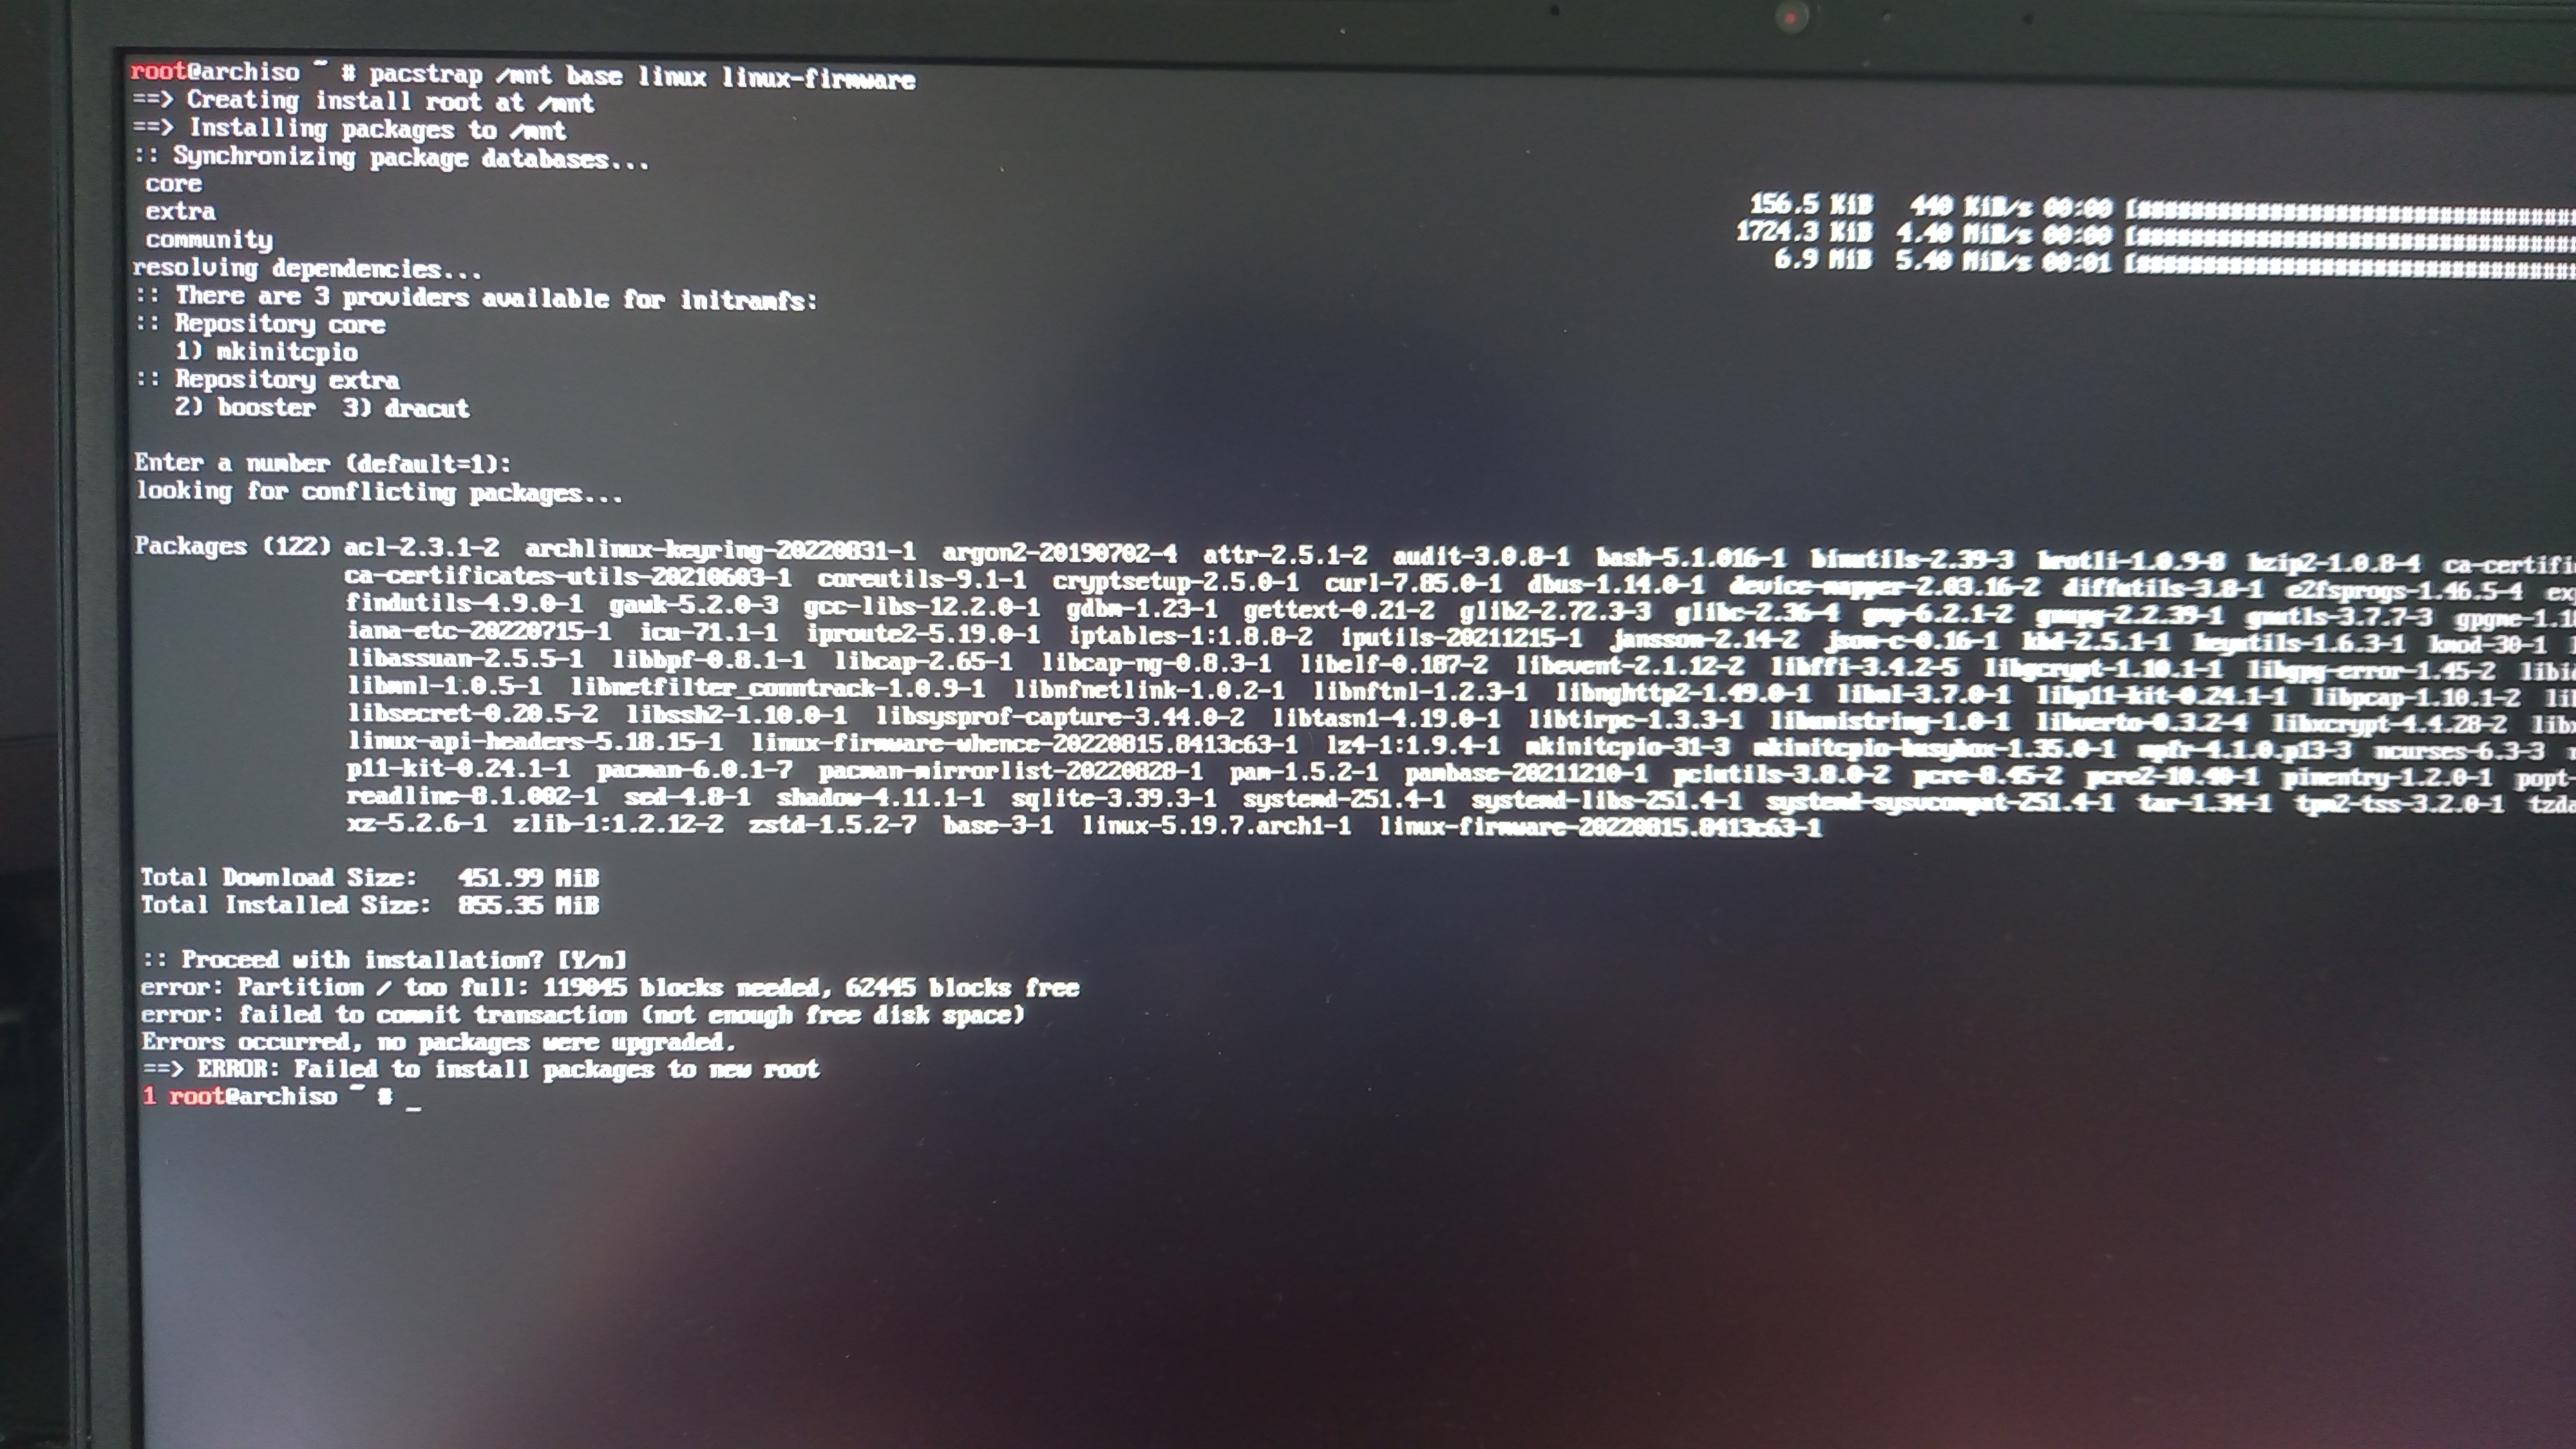 root@archiso ~ # pacstrap /mnt base linux linux-firmware
==> Creating install root at /mnt
==> Installing packages to /mnt
:: Synchronizing package databases...
core 156.5 KiB 440 KiB/s 00:00 [##############################
extra 1724.3 KiB 4.40 MiB/s 00:00 [##############################
community 6.9 MiB 5.40 MiB/s 00:01 [##############################
resolving dependencies...
:: There are 3 providers available for initramfs:
:: Repository core
1) mkinitcpio
:: Repository extra
2) booster 3) dracut
Enter a number (default=1):
looking for conflicting packages...
Packages (122) acl-2.3.1-2 archlinux-keyring-20220831-1 argon2-20190702-4 attr-2.5.1-2 audit-3.0.8-1 bash-5.1.016-1 binutils-2.39-3 brotli-1.0.9-8 bzip2-1.0.8-4 ca-certifi
ca-certificates-utils-20210603-1 coreutils-9.1-1 cryptsetup-2.5.0-1 curl-7.85.0-1 dbus-1.14.0-1 device-mapper-2.03.16-2 diffutils-3.8-1 e2fsprogs-1.46.5-4 ex
findutils-4.9.0-1 gawk-5.2.0-3 gcc-libs-12.2.0-1 gdbm-1.23-1 gettext-0.21-2 glib2-2.72.3-3 glibc-2.36-4 gmp-6.2.1-2 gnupg-2.2.39-1 gnutls-3.7.7-3 gpgme-1.1
iana-etc-20220715-1 icu-71.1-1 iproute2-5.19.0-1 iptables-1:1.8.8-2 iputils-20211215-1 jansson-2.14-2 json-c-0.16-1 kbd-2.5.1-1 keyutils-1.6.3-1 kmod-30-1
libassuan-2.5.5-1 libbpf-0.8.1-1 libcap-2.65-1 libcap-ng-0.8.3-1 libelf-0.187-2 libevent-2.1.12-2 libffi-3.4.2-5 libgcrypt-1.10.1-1 libgpg-error-1.45-2 libi
libmnl-1.0.5-1 libnetfilter_conntrack-1.0.9-1 libnfnetlink-1.0.2-1 libnftnl-1.2.3-1 libnghttp2-1.49.0-1 libnl-3.7.0-1 libp11-kit-0.24.1-1 libpcap-1.10.1-2 li
libsecret-0.20.5-2 libssh2-1.10.0-1 libsysprof-capture-3.44.0-2 libtasn1-4.19.0-1 libtirpc-1.3.3-1 libunistring-1.0-1 libverto-0.3.2-4 libxcrypt-4.4.28-2 lib
linux-api-headers-5.18.15-1 linux-firmware-whence-20220815.8413c63-1 lz4-1:1.9.4-1 mkinitcpio-31-3 mkinitcpio-busybox-1.35.0-1 mpfr-4.1.0.p13-3 ncurses-6.3-3
p11-kit-0.24.1-1 pacman-6.0.1-7 pacman-mirrorlist-20220828-1 pam-1.5.2-1 pambase-20211210-1 pciutils-3.8.0-2 pcre-8.45-2 pcre2-10.40-1 pinentry-1.2.0-1 popt-
readline-8.1.002-1 sed-4.8-1 shadow-4.11.1-1 sqlite-3.39.3-1 systemd-251.4-1 systemd-libs-251.4-1 systemd-sysvcompat-251.4-1 tar-1.34-1 tpm2-tss-3.2.0-1 tzda
xz-5.2.6-1 zlib-1:1.2.12-2 zstd-1.5.2-7 base-3-1 linux-5.19.7.arch1-1 linux-firmware-20220815.8413c63-1
Total Download Size: 451.99 MiB
Total Installed Size: 855.35 MiB
:: Proceed with installation? [Y/n]
error: Partition / too full: 119045 blocks needed, 62445 blocks free
error: failed to commit transaction (not enough free disk space)
Errors occurred, no packages were upgraded.
==> ERROR: Failed to install packages to new root
1 root@archiso ~ # _